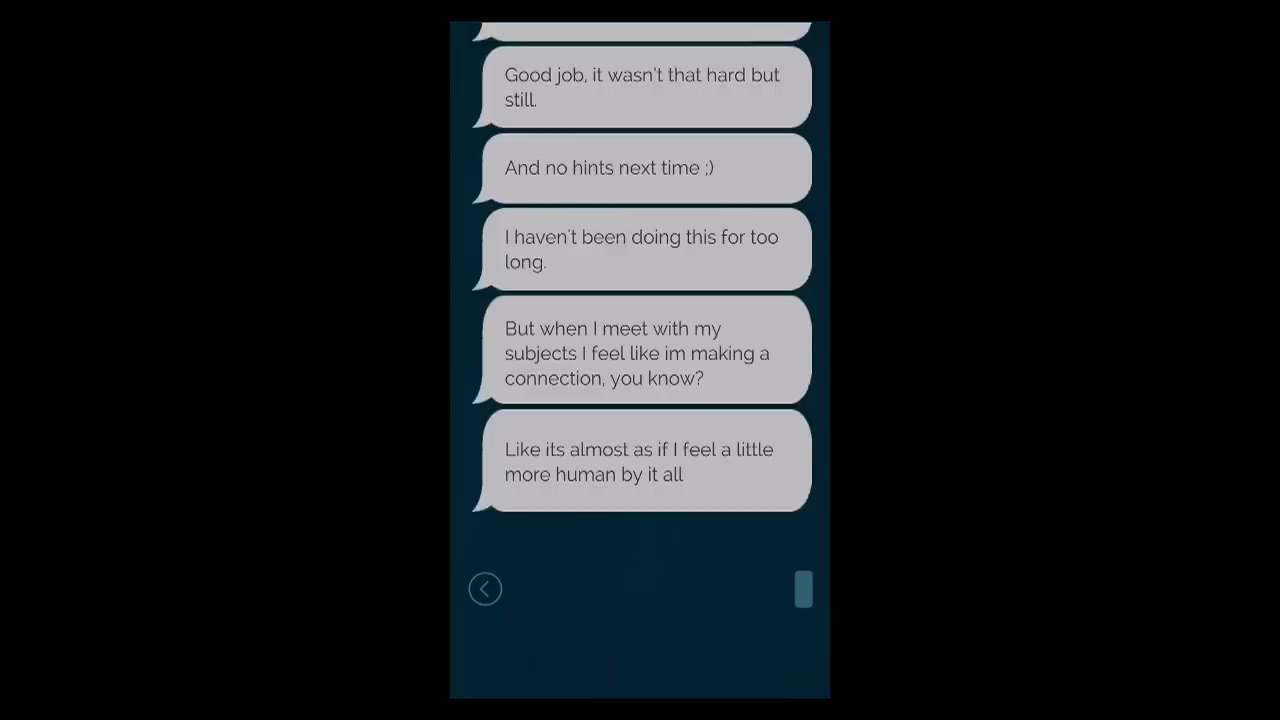 Good job, it wasn't that hard but
still.
And no hints next time ;)
I haven't been doing this for too
long.
But when I meet with my
subjects I feel like im making a
connection, you know?
Like its almost as if I feel a little
more human by it all